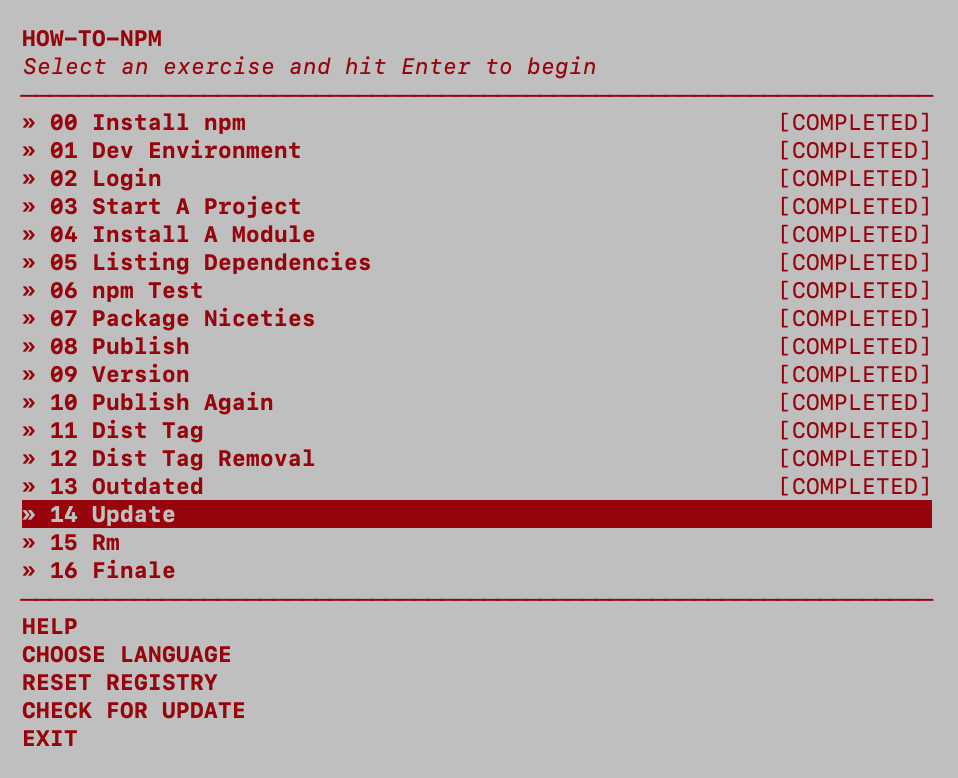 HOW-TO-NPM
Select an exercise and hit Enter to begin
» 00 Install npm [COMPLETED]
» 01 Dev Environment [COMPLETED]
» 02 Login [COMPLETED]
» 03 Start A Project [COMPLETED]
» 04 Install A Module [COMPLETED]
» 05 Listing Dependencies [COMPLETED]
» 06 npm Test [COMPLETED]
» 07 Package Niceties [COMPLETED]
» 08 Publish [COMPLETED]
» 09 Version [COMPLETED]
» 10 Publish Again [COMPLETED]
» 11 Dist Tag [COMPLETED]
» 12 Dist Tag Removal [COMPLETED]
» 13 Outdated [COMPLETED]
» 14 Update
» 15 Rm
» 16 Finale
HELP
CHOOSE LANGUAGE
RESET REGISTRY
CHECK FOR UPDATE
EXIT